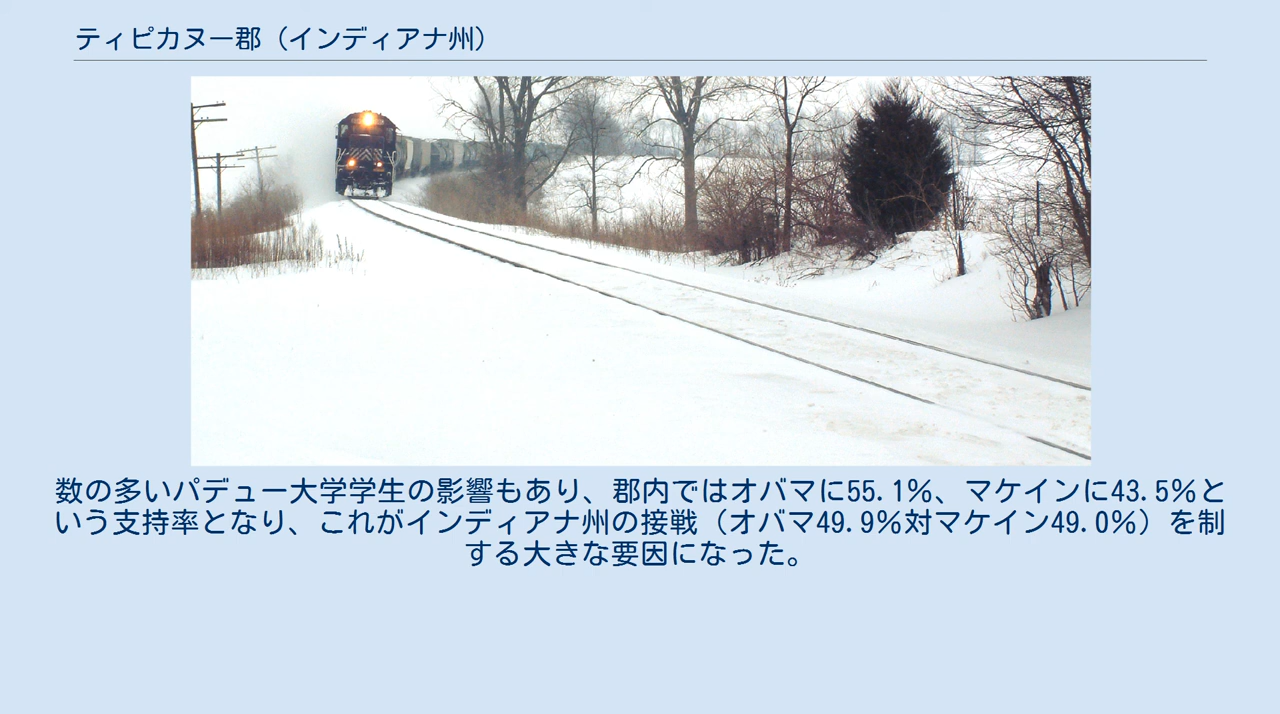 ティピカヌー郡（インディアナ州）
数の多いパデュー大学学生の影響もあり、郡内ではオバマに55.1%、マケインに43.5%と
いう支持率となり、これがインディアナ州の接戦（オバマ49.9%対マケイン49.0%）を制
する大きな要因になった。